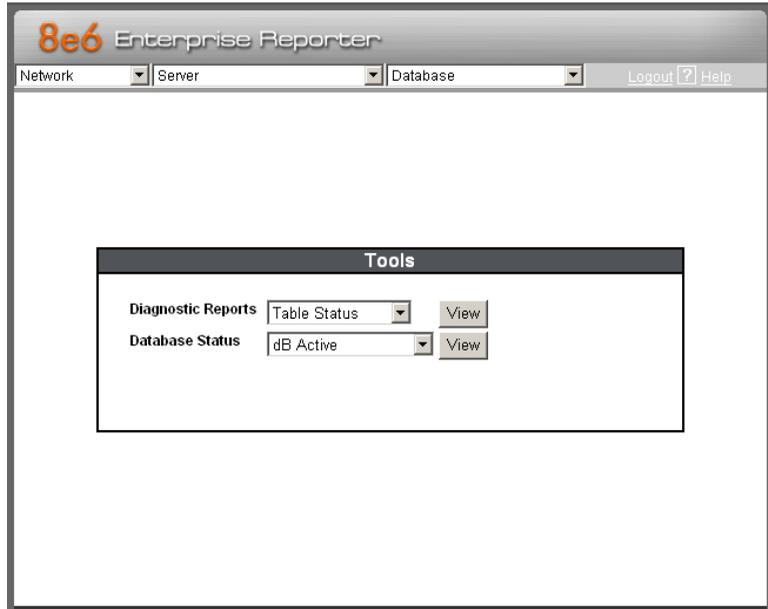 8e6 Enterprise Reporter
Network Server Database Logout ? Help
Tools
Diagnostic Reports Table Status View
Database Status dB Active View